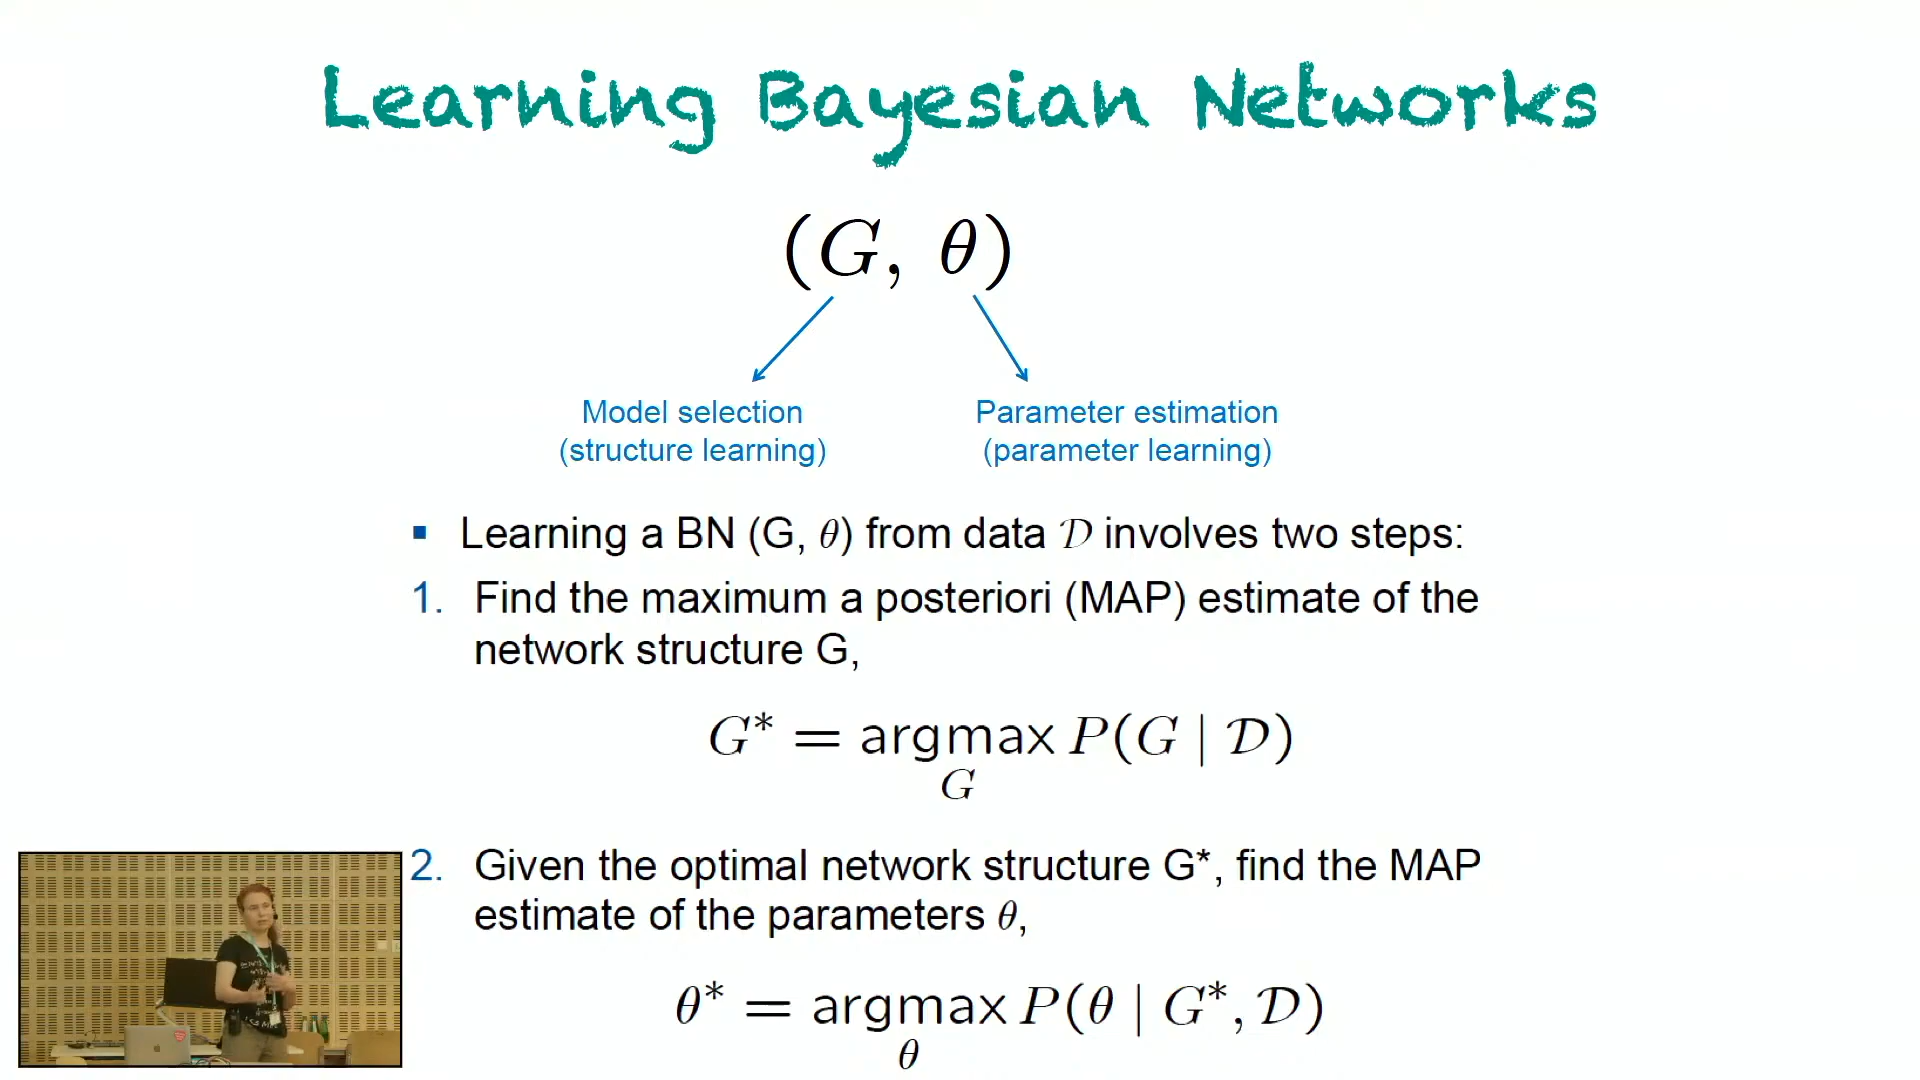 Learning Bayesian Networks
(G, θ)
Model selection
(structure learning)
Parameter estimation
(parameter learning)
▪ Learning a BN (G, θ) from data 𝒟 involves two steps:
1. Find the maximum a posteriori (MAP) estimate of the
network structure G,
G* = argmax P(G | 𝒟)
G
2. Given the optimal network structure G*, find the MAP
estimate of the parameters θ,
θ* = argmax P(θ | G*, 𝒟)
θ